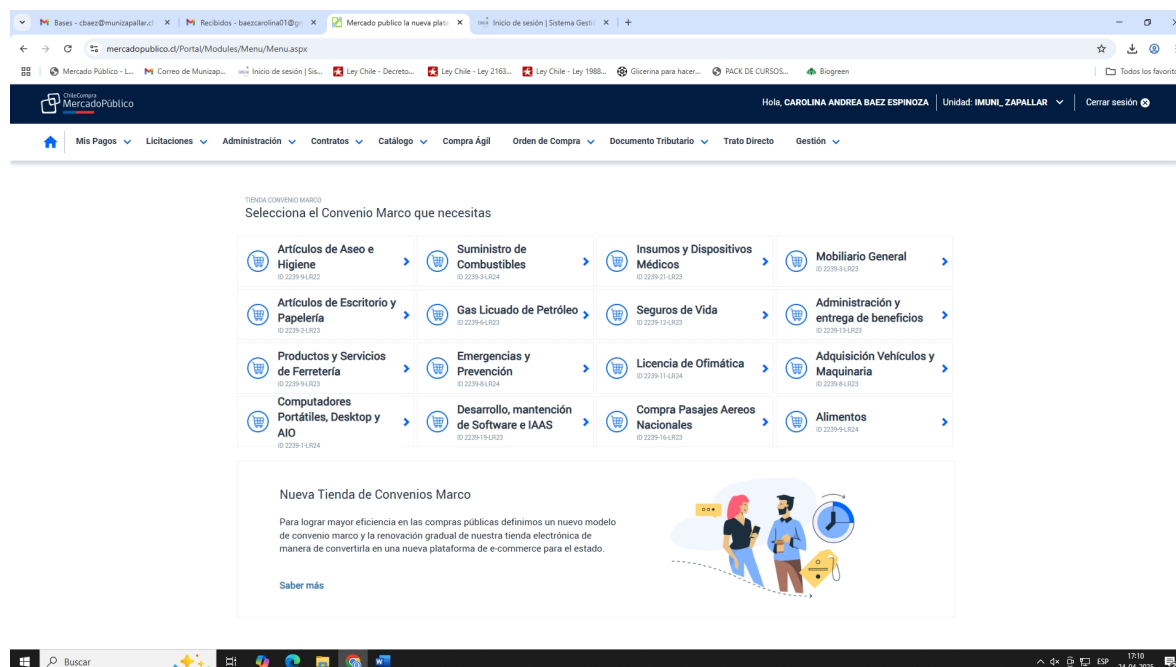 Bases - cbaez@munizapallar.cl
Recibidos - baezcarolina01@gm
Mercado publico la nueva plata
Inicio de sesión | Sistema Gestió
mercadopublico.cl/Portal/Modules/Menu/Menu.aspx
Mercado Público - L...
Correo de Munizap...
Inicio de sesión | Sis...
Ley Chile - Decreto...
Ley Chile - Ley 2163...
Ley Chile - Ley 1988...
Glicerina para hacer...
PACK DE CURSOS...
Biogreen
Todos los favorito
ChileCompra
MercadoPúblico
Hola, CAROLINA ANDREA BAEZ ESPINOZA
Unidad: IMUNI_ ZAPALLAR
Cerrar sesión
Mis Pagos
Licitaciones
Administración
Contratos
Catálogo
Compra Ágil
Orden de Compra
Documento Tributario
Trato Directo
Gestión
TIENDA CONVENIO MARCO
Selecciona el Convenio Marco que necesitas
Artículos de Aseo e
Higiene
ID 2239-9-LR22
Suministro de
Combustibles
ID 2239-3-LR24
Insumos y Dispositivos
Médicos
ID 2239-21-LR23
Mobiliario General
ID 2239-3-LR23
Artículos de Escritorio y
Papelería
ID 2239-2-LR23
Gas Licuado de Petróleo
ID 2239-6-LR23
Seguros de Vida
ID 2239-12-LR23
Administración y
entrega de beneficios
ID 2239-13-LR23
Productos y Servicios
de Ferretería
ID 2239-9-LR23
Emergencias y
Prevención
ID 2239-8-LR24
Licencia de Ofimática
ID 2239-11-LR24
Adquisición Vehículos y
Maquinaria
ID 2239-8-LR23
Computadores
Portátiles, Desktop y
AIO
ID 2239-1-LR24
Desarrollo, mantención
de Software e IAAS
ID 2239-19-LR23
Compra Pasajes Aereos
Nacionales
ID 2239-16-LR23
Alimentos
ID 2239-9-LR24
Nueva Tienda de Convenios Marco
Para lograr mayor eficiencia en las compras públicas definimos un nuevo modelo
de convenio marco y la renovación gradual de nuestra tienda electrónica de
manera de convertirla en una nueva plataforma de e-commerce para el estado.
Saber más
Buscar
ESP
17:10
24-04-2025